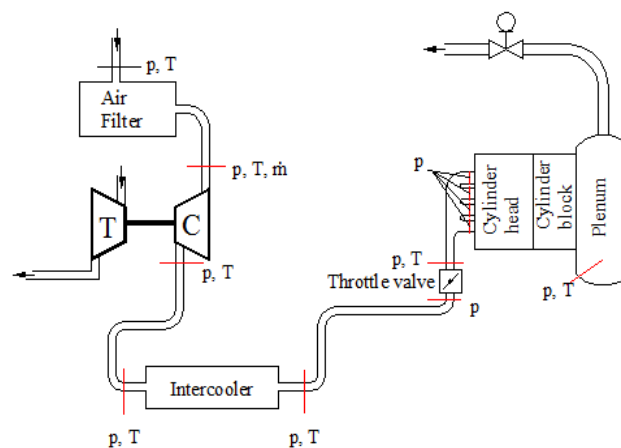 p, T
Air
Filter
p, T, ṁ
T
C
p, T
p
Cylinder
head
Cylinder
block
Plenum
p, T
Throttle valve
p
p, T
Intercooler
p, T
p, T